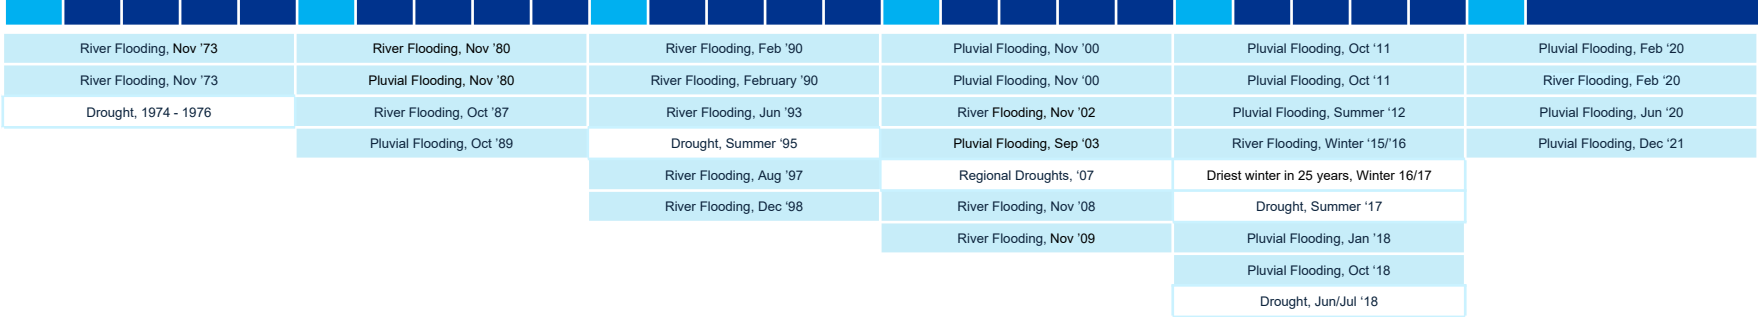 River Flooding, Nov ’73
River Flooding, Nov ’73
Drought, 1974 - 1976
River Flooding, Nov ’80
Pluvial Flooding, Nov ’80
River Flooding, Oct ’87
Pluvial Flooding, Oct ’89
River Flooding, Feb ’90
River Flooding, February ’90
River Flooding, Jun ’93
Drought, Summer ‘95
River Flooding, Aug ’97
River Flooding, Dec ‘98
Pluvial Flooding, Nov ’00
Pluvial Flooding, Nov ‘00
River Flooding, Nov ’02
Pluvial Flooding, Sep ‘03
Regional Droughts, ‘07
River Flooding, Nov ’08
River Flooding, Nov ’09
Pluvial Flooding, Oct ‘11
Pluvial Flooding, Oct ‘11
Pluvial Flooding, Summer ‘12
River Flooding, Winter ‘15/’16
Driest winter in 25 years, Winter 16/17
Drought, Summer ‘17
Pluvial Flooding, Jan ’18
Pluvial Flooding, Oct ‘18
Drought, Jun/Jul ‘18
Pluvial Flooding, Feb ‘20
River Flooding, Feb ‘20
Pluvial Flooding, Jun ‘20
Pluvial Flooding, Dec ‘21